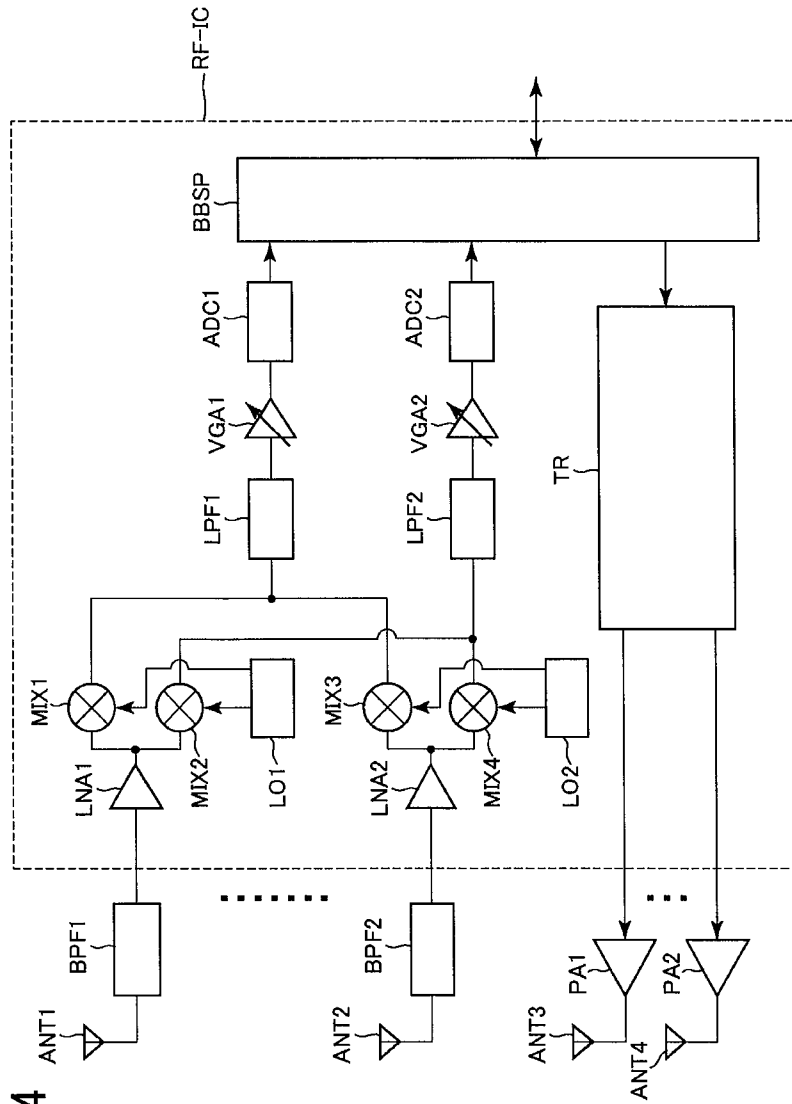 4
RF-IC
BBSP
ADC1
ADC2
VGA1
VGA2
TR
LPF1
LPF2
MIX1
MIX2
MIX3
MIX4
LNA1
LO1
LNA2
LO2
BPF1
BPF2
PA1
PA2
ANT1
ANT2
ANT3
ANT4